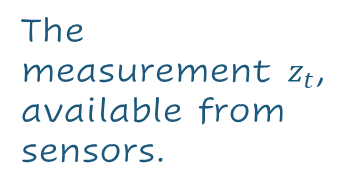 The
measurement $z_t$,
available from
sensors.